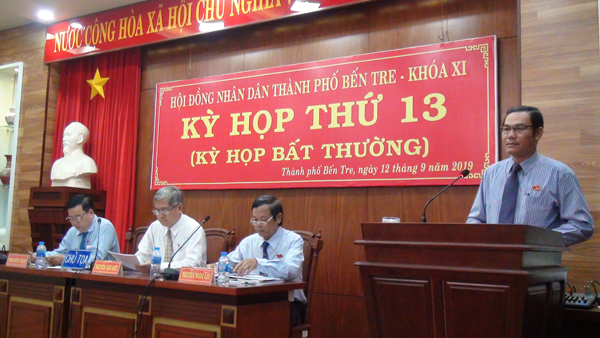 NƯỚC CỘNG HÒA XÃ HỘI CHỦ NGHĨA
HỘI ĐỒNG NHÂN DÂN THÀNH PHỐ BẾN TRE - KHÓA XI
KỲ HỌP THỨ 13
(KỲ HỌP BẤT THƯỜNG)
Thành phố Bến Tre, ngày 12 tháng 9 năm 2019
CHỦ TỌA